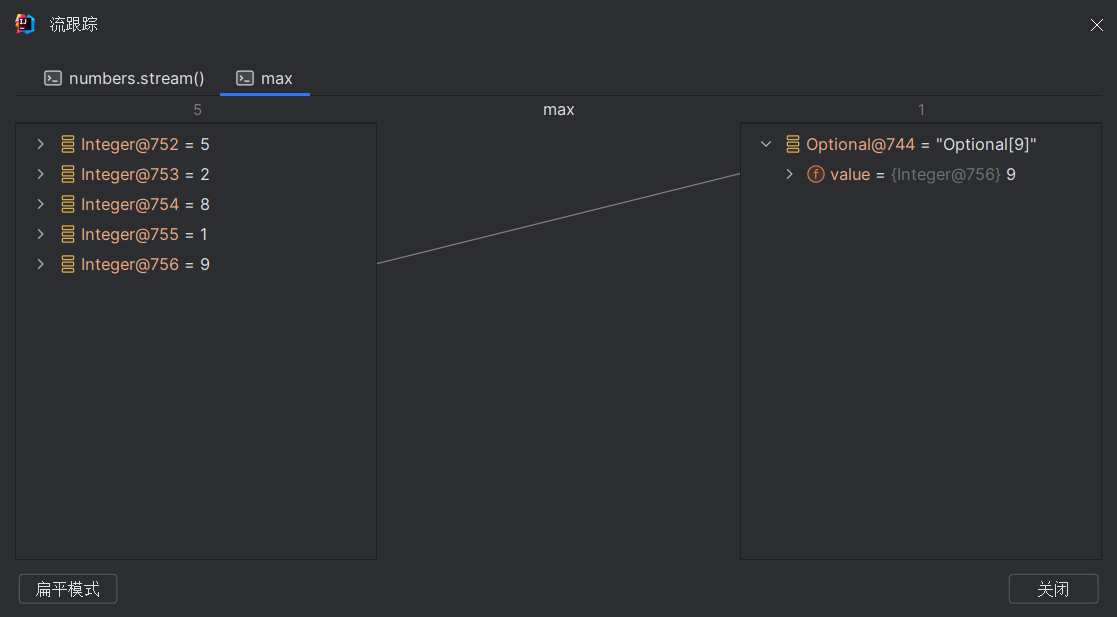 流跟踪
numbers.stream() max
5 max 1
Integer@752 = 5
Integer@753 = 2
Integer@754 = 8
Integer@755 = 1
Integer@756 = 9
Optional@744 = "Optional[9]"
f value = {Integer@756} 9
扁平模式
关闭